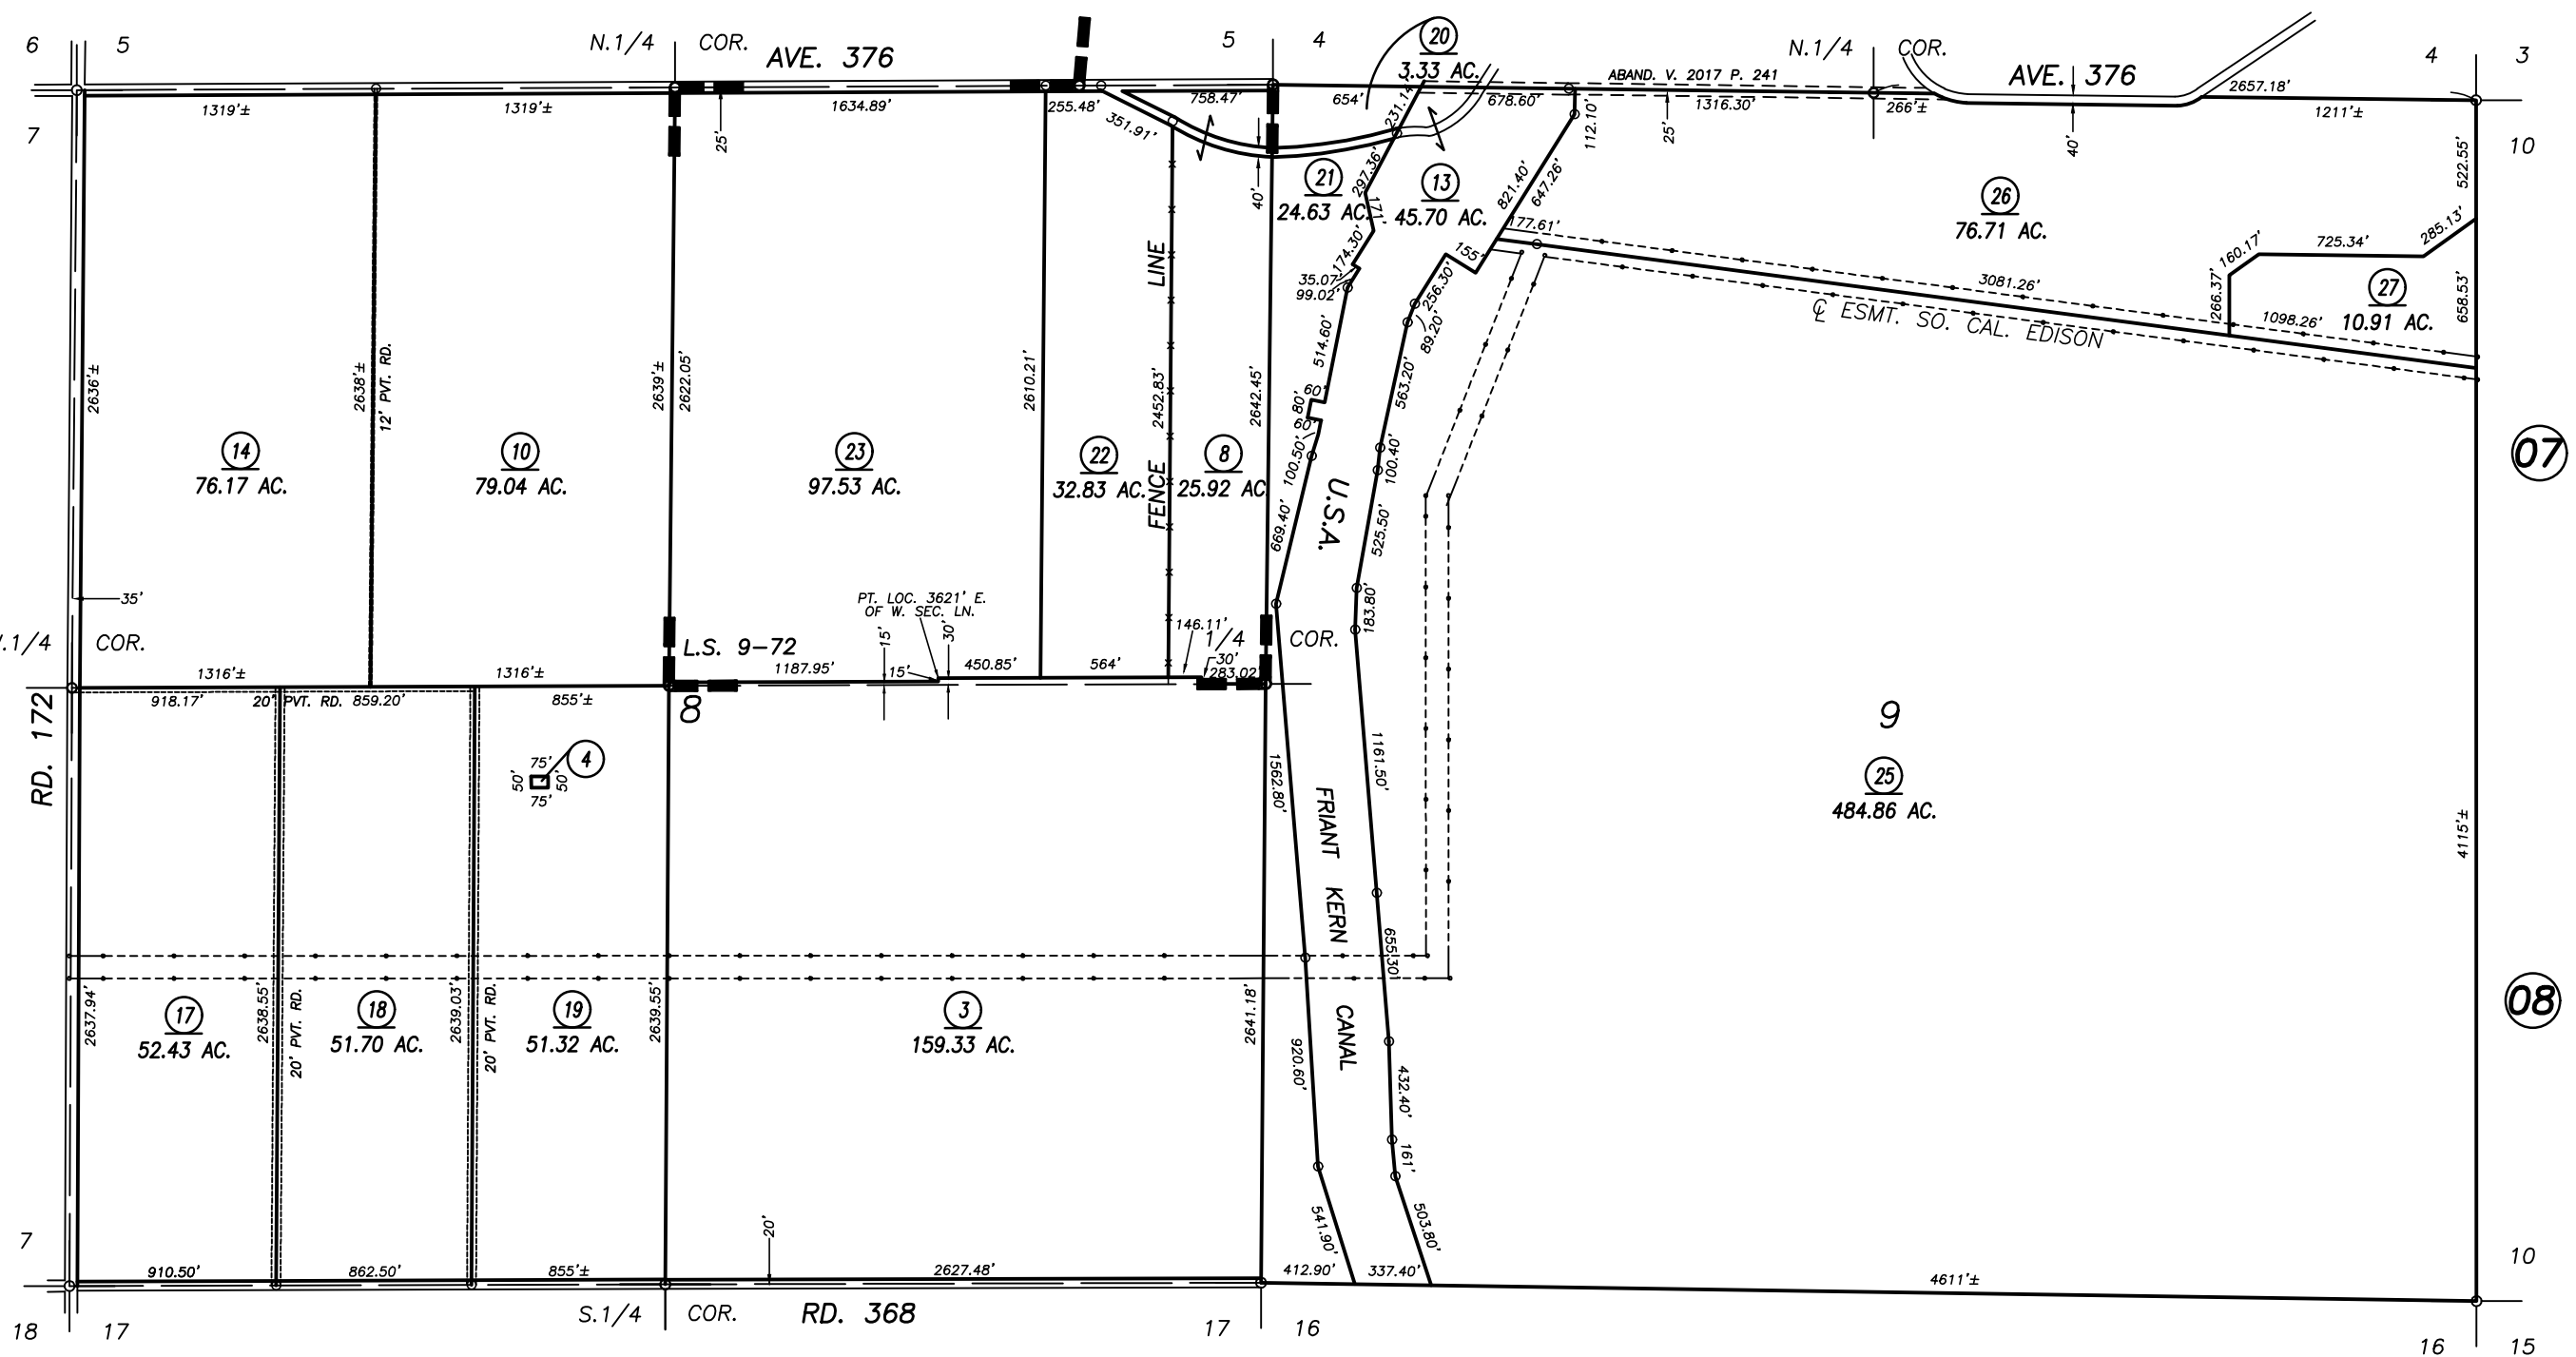 6 5 N.1/4 COR. AVE. 376 5 4 20 N.1/4 COR. AVE. 376 4 3
3.33 AC. ABAND. V. 2017 P. 241
1319'± 1319'± 1634.89' 255.48' 758.47' 654' 231.14' 678.60' 1316.30' 266'± 2657.18' 1211'±
7 25' 351.91' 40' 297.36' 112.10' 25' 40' 522.55' 10
21 13 26
24.63 AC. 45.70 AC. 76.71 AC.
171' 821.40' 647.26' 177.61' 155' 160.17' 725.34' 285.13'
174.30' 35.07' 99.02' 256.30' 89.20' 3081.26' 266.37' 27 658.53'
℄ ESMT. SO. CAL. EDISON 1098.26' 10.91 AC.
2636'± 2638'± 12' PVT. RD. 2639'± 2622.05' 2610.21' 2452.83' FENCE LINE 2642.45' 514.60' 563.20'
60' 80' 60' 100.50' 100.40'
14 10 23 22 8 07
76.17 AC. 79.04 AC. 97.53 AC. 32.83 AC. 25.92 AC.
669.40' U.S.A. 525.50' 183.80'
35' PT. LOC. 3621' E.
OF W. SEC. LN.
.1/4 COR. L.S. 9-72 15' 30' 146.11' 1/4 COR.
1316'± 1316'± 1187.95' 15' 450.85' 564' 30' 283.02'
918.17' 20' PVT. RD. 859.20' 855'± 8 9
RD. 172 75' 4
50' 50'
75'
25
484.86 AC.
1562.80' FRIANT KERN CANAL 1161.50' 655.30' 4115'±
2637.94' 2638.55' 20' PVT. RD. 2639.03' 20' PVT. RD. 2639.55' 2641.18'
17 18 19 3 08
52.43 AC. 51.70 AC. 51.32 AC. 159.33 AC.
920.60' 432.40' 161'
541.90' 503.80'
7 20' 10
910.50' 862.50' 855'± 2627.48' 412.90' 337.40' 4611'±
18 17 S.1/4 COR. RD. 368 17 16 16 15